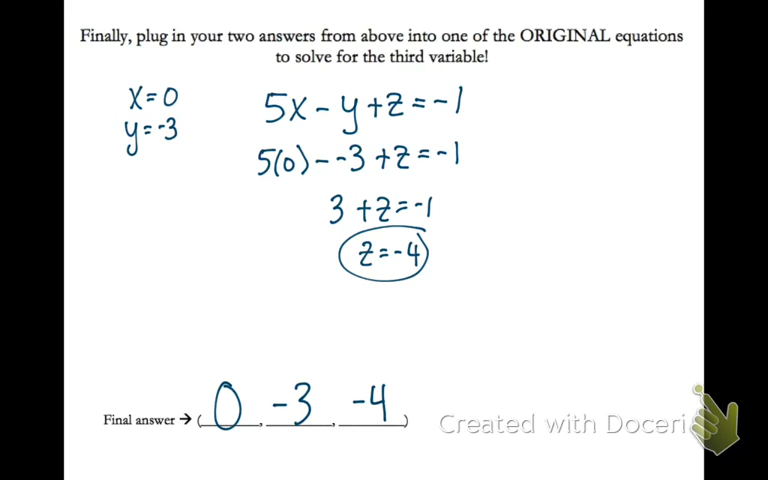 Finally, plug in your two answers from above into one of the ORIGINAL equations
to solve for the third variable!
x=0
y=-3
5x-y+z=-1
5(0)--3+z=-1
3+z=-1
z=-4
Final answer → (0, -3, -4)
Created with Doceri